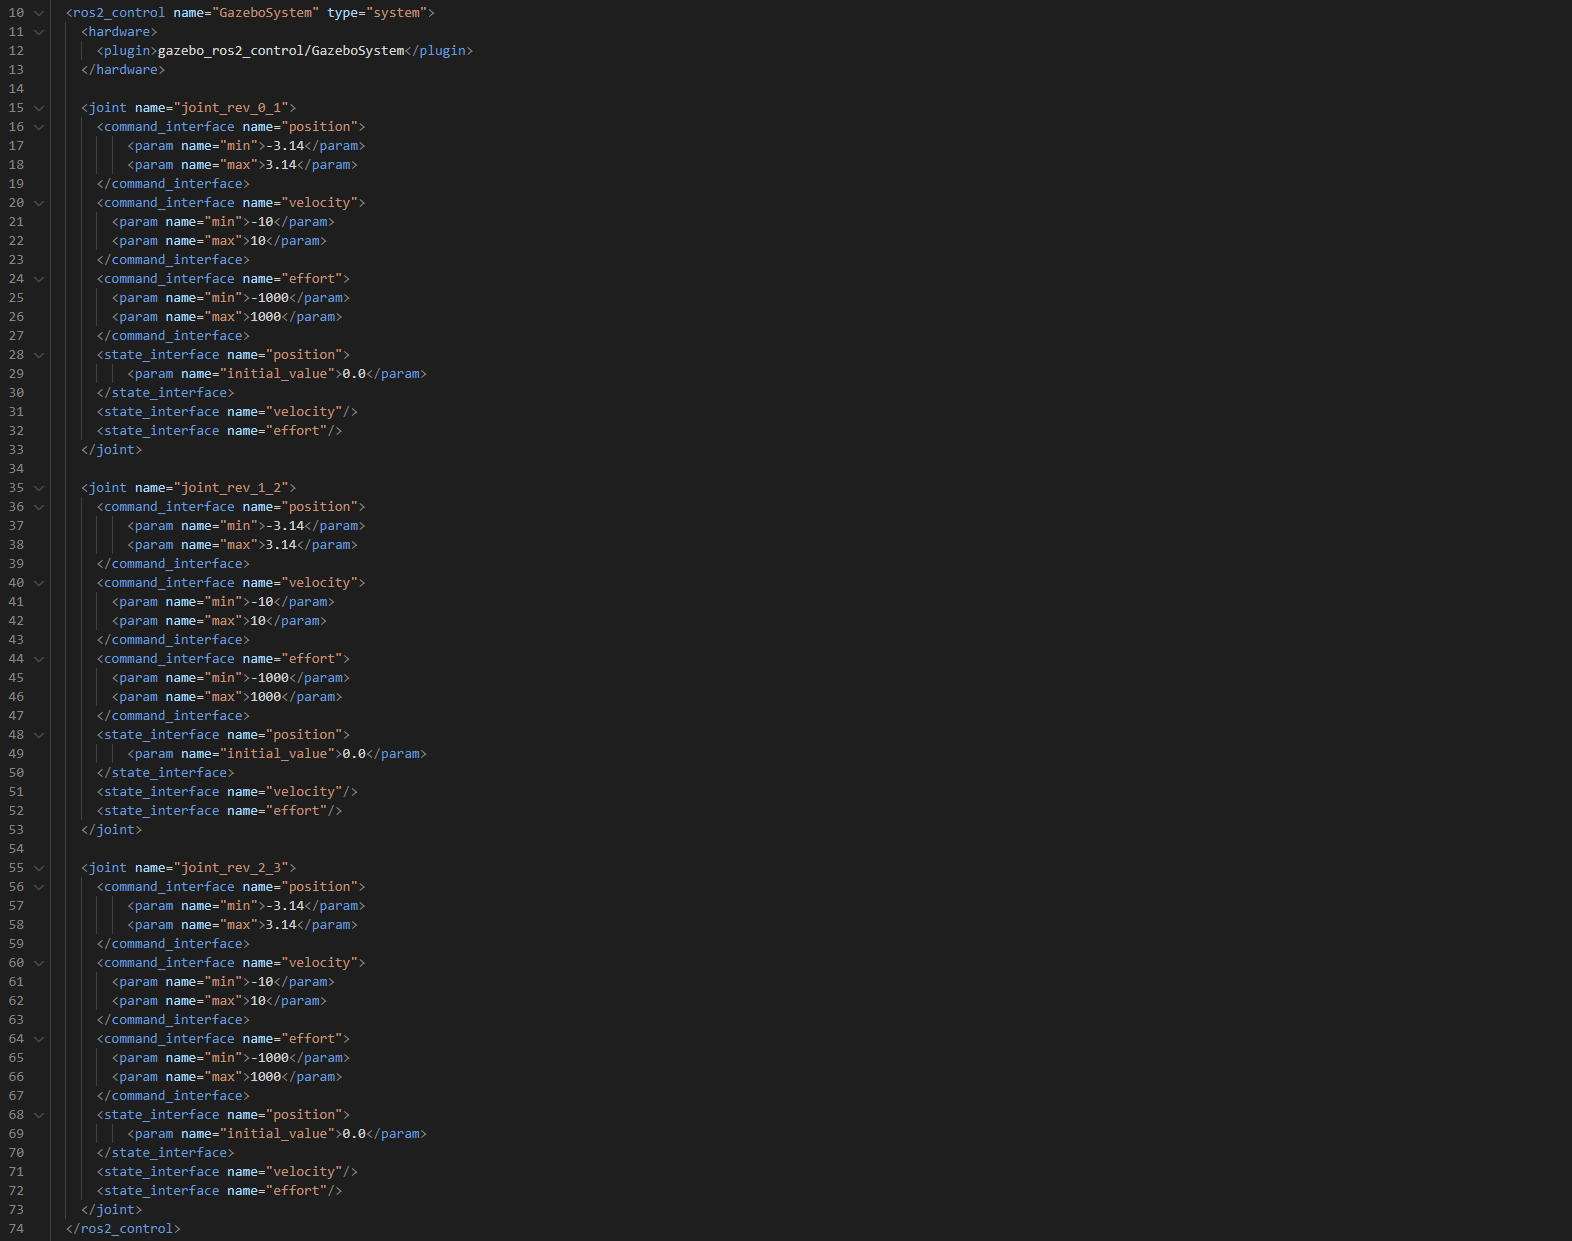 10 <ros2_control name="GazeboSystem" type="system">
11 <hardware>
12 <plugin>gazebo_ros2_control/GazeboSystem</plugin>
13 </hardware>
14
15 <joint name="joint_rev_0_1">
16 <command_interface name="position">
17 <param name="min">-3.14</param>
18 <param name="max">3.14</param>
19 </command_interface>
20 <command_interface name="velocity">
21 <param name="min">-10</param>
22 <param name="max">10</param>
23 </command_interface>
24 <command_interface name="effort">
25 <param name="min">-1000</param>
26 <param name="max">1000</param>
27 </command_interface>
28 <state_interface name="position">
29 <param name="initial_value">0.0</param>
30 </state_interface>
31 <state_interface name="velocity"/>
32 <state_interface name="effort"/>
33 </joint>
34
35 <joint name="joint_rev_1_2">
36 <command_interface name="position">
37 <param name="min">-3.14</param>
38 <param name="max">3.14</param>
39 </command_interface>
40 <command_interface name="velocity">
41 <param name="min">-10</param>
42 <param name="max">10</param>
43 </command_interface>
44 <command_interface name="effort">
45 <param name="min">-1000</param>
46 <param name="max">1000</param>
47 </command_interface>
48 <state_interface name="position">
49 <param name="initial_value">0.0</param>
50 </state_interface>
51 <state_interface name="velocity"/>
52 <state_interface name="effort"/>
53 </joint>
54
55 <joint name="joint_rev_2_3">
56 <command_interface name="position">
57 <param name="min">-3.14</param>
58 <param name="max">3.14</param>
59 </command_interface>
60 <command_interface name="velocity">
61 <param name="min">-10</param>
62 <param name="max">10</param>
63 </command_interface>
64 <command_interface name="effort">
65 <param name="min">-1000</param>
66 <param name="max">1000</param>
67 </command_interface>
68 <state_interface name="position">
69 <param name="initial_value">0.0</param>
70 </state_interface>
71 <state_interface name="velocity"/>
72 <state_interface name="effort"/>
73 </joint>
74 </ros2_control>